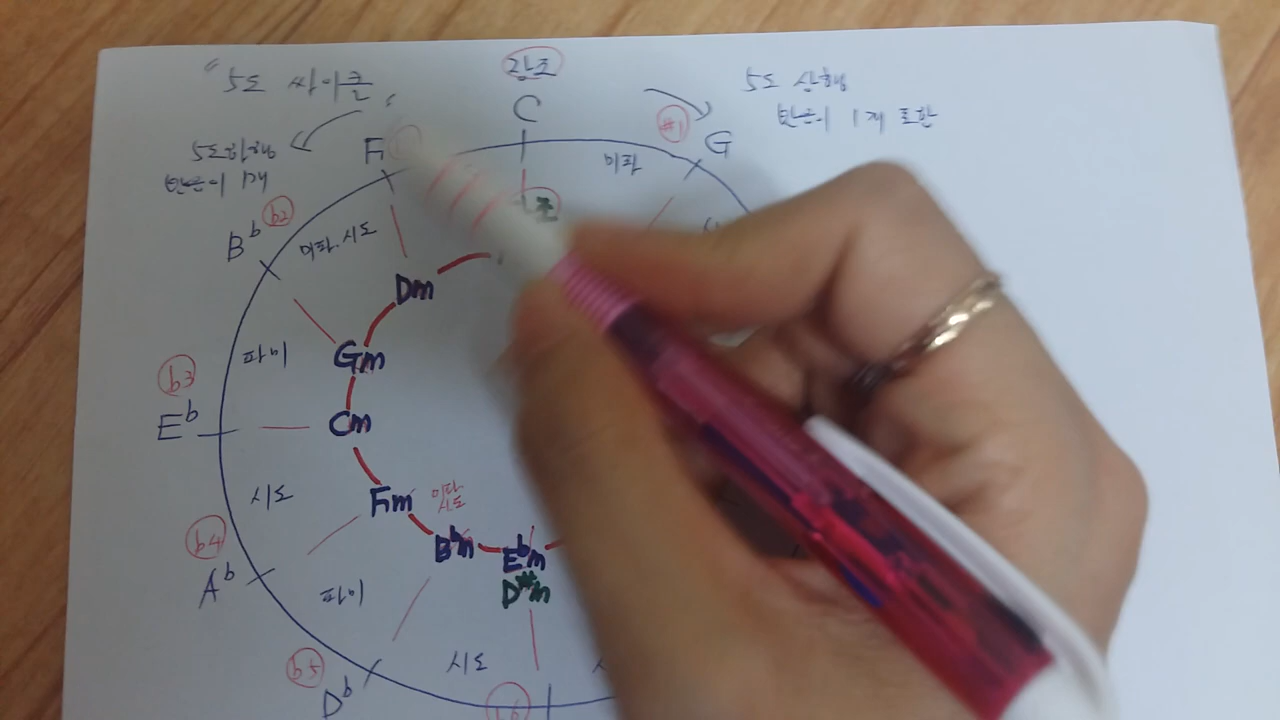 "5도 싸이클"
장조
5도 상행
반음이 1개 포함
5도하행
반음이 1개
C
#1
G
F
미파
b2
B♭
미파시도
조
Dm
b3
파미
Gm
E♭
Cm
시도
Fm
미파
시도
b4
B♭m
E♭m
D#m
A♭
파미
b5
시도
D♭